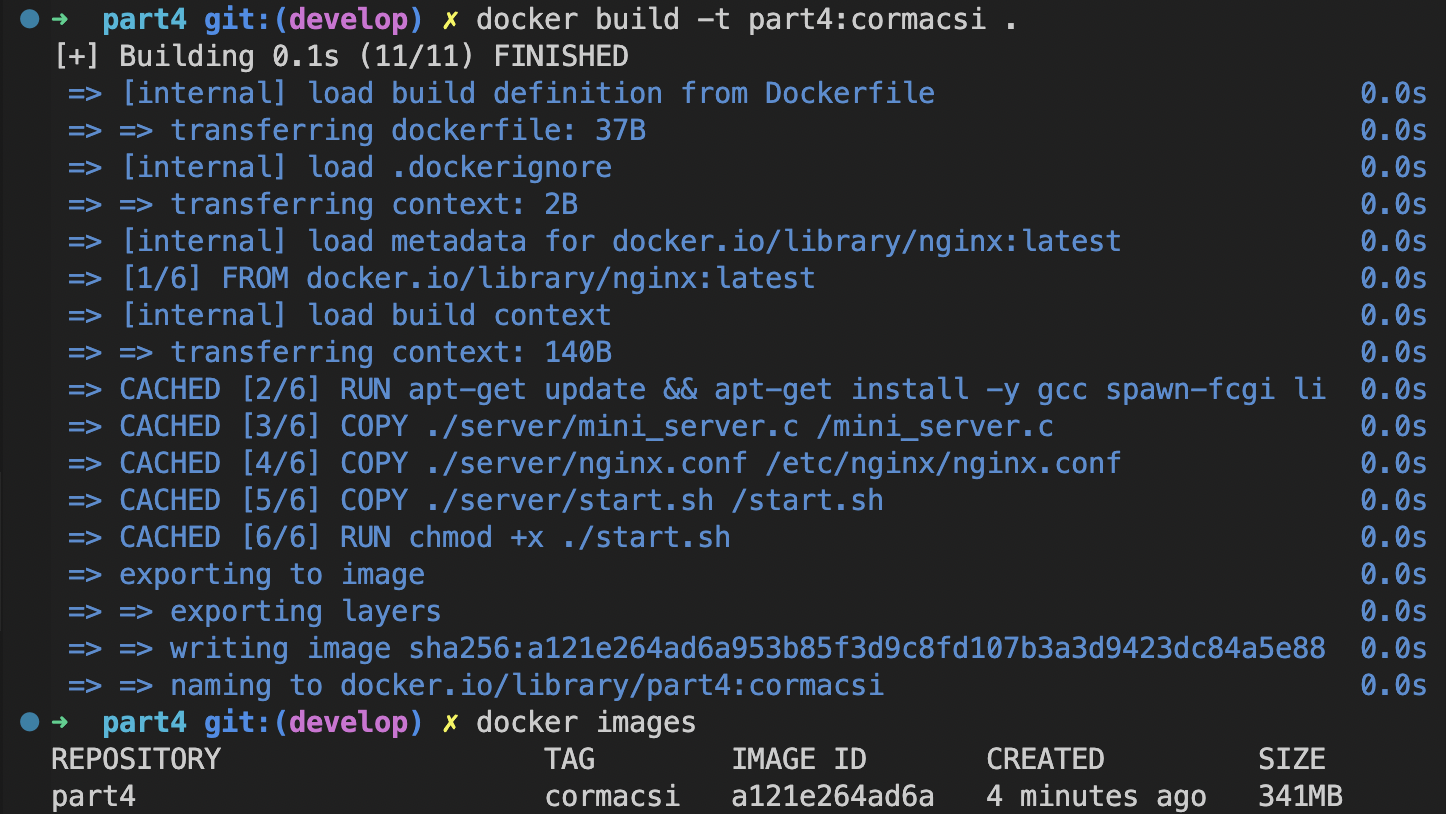 ➜ part4 git:(develop) ✗ docker build -t part4:cormacsi .
[+] Building 0.1s (11/11) FINISHED
=> [internal] load build definition from Dockerfile 0.0s
=> => transferring dockerfile: 37B 0.0s
=> [internal] load .dockerignore 0.0s
=> => transferring context: 2B 0.0s
=> [internal] load metadata for docker.io/library/nginx:latest 0.0s
=> [1/6] FROM docker.io/library/nginx:latest 0.0s
=> [internal] load build context 0.0s
=> => transferring context: 140B 0.0s
=> CACHED [2/6] RUN apt-get update && apt-get install -y gcc spawn-fcgi li 0.0s
=> CACHED [3/6] COPY ./server/mini_server.c /mini_server.c 0.0s
=> CACHED [4/6] COPY ./server/nginx.conf /etc/nginx/nginx.conf 0.0s
=> CACHED [5/6] COPY ./server/start.sh /start.sh 0.0s
=> CACHED [6/6] RUN chmod +x ./start.sh 0.0s
=> exporting to image 0.0s
=> => exporting layers 0.0s
=> => writing image sha256:a121e264ad6a953b85f3d9c8fd107b3a3d9423dc84a5e88 0.0s
=> => naming to docker.io/library/part4:cormacsi 0.0s
➜ part4 git:(develop) ✗ docker images
REPOSITORY TAG IMAGE ID CREATED SIZE
part4 cormacsi a121e264ad6a 4 minutes ago 341MB